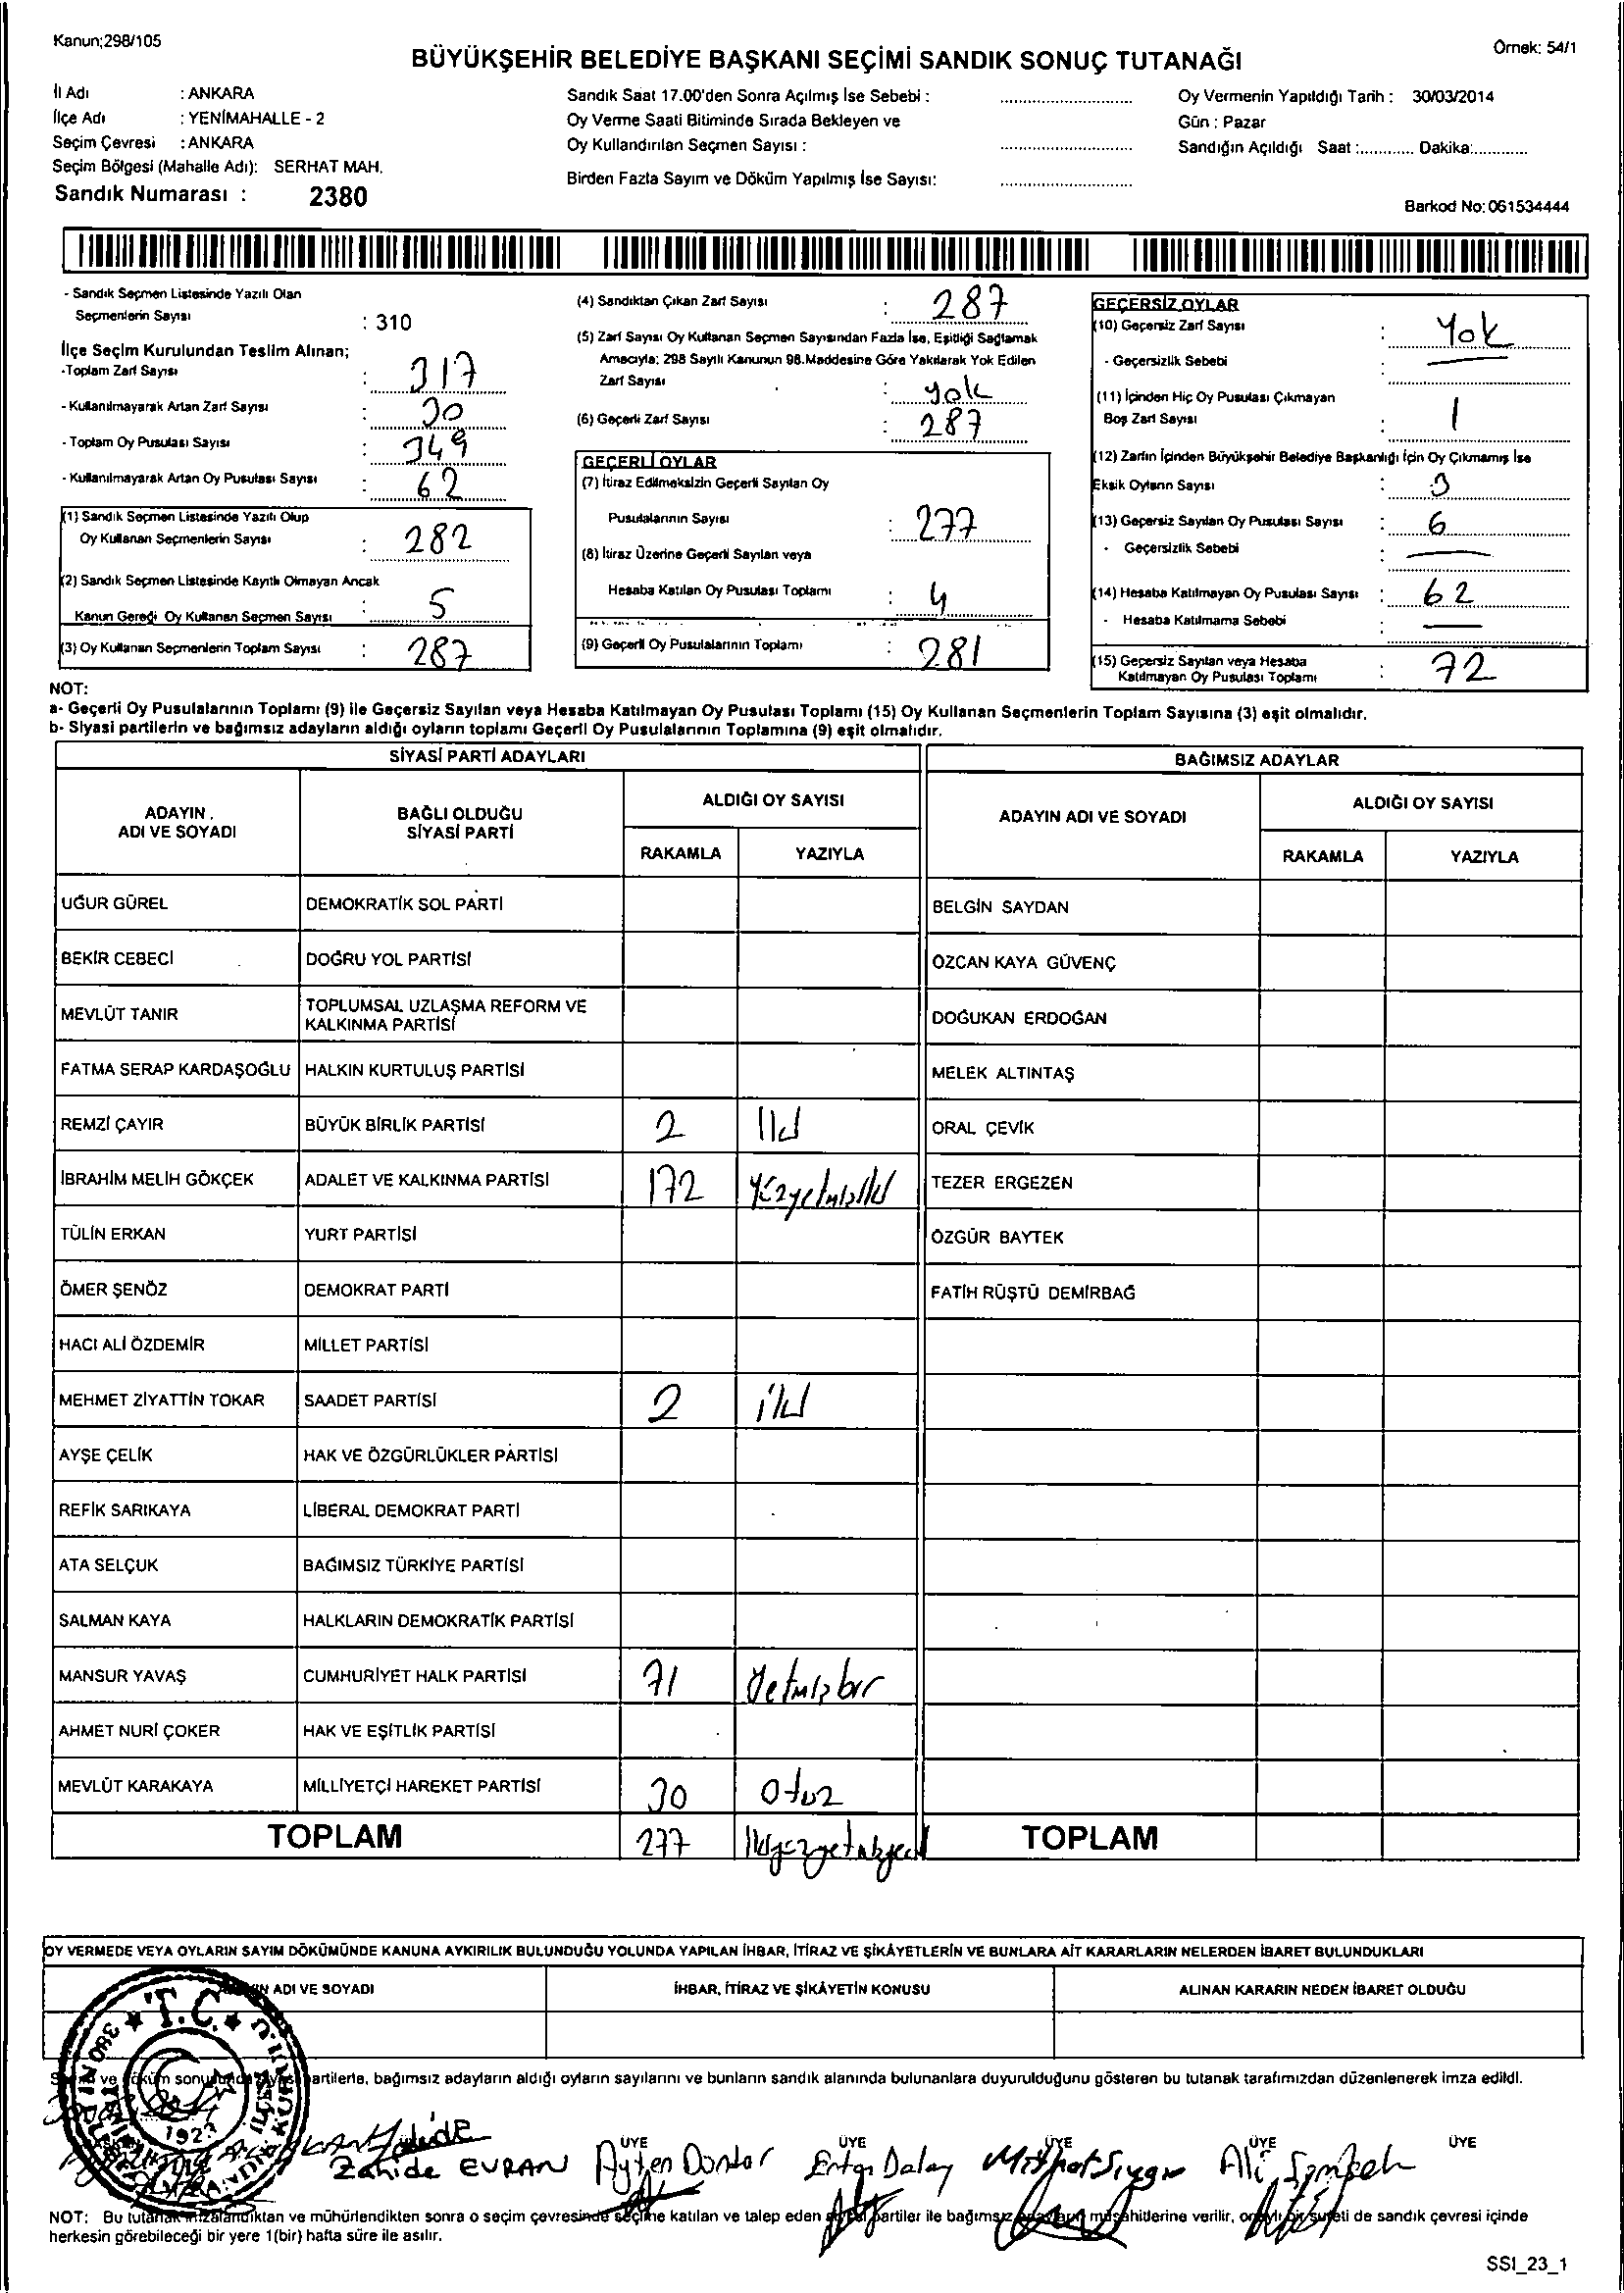 Kanun;298/105
Örnek: 54/1
BÜYÜKŞEHİR BELEDİYE BAŞKANI SEÇİMİ SANDIK SONUÇ TUTANAĞI
İl Adı : ANKARA
İlçe Adı : YENİMAHALLE - 2
Seçim Çevresi : ANKARA
Seçim Bölgesi (Mahalle Adı): SERHAT MAH.
Sandık Numarası : 2380
Sandık Saat 17.00'den Sonra Açılmış İse Sebebi :
Oy Verme Saati Bitiminde Sırada Bekleyen ve
Oy Kullandırılan Seçmen Sayısı :
Birden Fazla Sayım ve Döküm Yapılmış İse Sayısı:
Oy Vermenin Yapıldığı Tarih : 30/03/2014
Gün : Pazar
Sandığın Açıldığı Saat :............ Dakika:............
Barkod No: 061534444
- Sandık Seçmen Listesinde Yazılı Olan
Seçmenlerin Sayısı : 310
İlçe Seçim Kurulundan Teslim Alınan;
-Toplam Zarf Sayısı : 317
- Kullanılmayarak Artan Zarf Sayısı : 30
- Toplam Oy Pusulası Sayısı : 349
- Kullanılmayarak Artan Oy Pusulası Sayısı : 62
(1) Sandık Seçmen Listesinde Yazılı Olup
Oy Kullanan Seçmenlerin Sayısı : 282
(2) Sandık Seçmen Listesinde Kayıtlı Olmayan Ancak
Kanun Gereği Oy Kullanan Seçmen Sayısı : 5
(3) Oy Kullanan Seçmenlerin Toplam Sayısı : 287
(4) Sandıktan Çıkan Zarf Sayısı : 287
(5) Zarf Sayısı Oy Kullanan Seçmen Sayısından Fazla İse, Eşitliği Sağlamak
Amacıyla; 298 Sayılı Kanunun 98.Maddesine Göre Yakılarak Yok Edilen
Zarf Sayısı : yok
(6) Geçerli Zarf Sayısı : 287
GEÇERLİ OYLAR
(7) İtiraz Edilmeksizin Geçerli Sayılan Oy
Pusulalarının Sayısı : 277
(8) İtiraz Üzerine Geçerli Sayılan veya
Hesaba Katılan Oy Pusulası Toplamı : 4
(9) Geçerli Oy Pusulalarının Toplamı : 281
GEÇERSİZ OYLAR
(10) Geçersiz Zarf Sayısı : Yok
- Geçersizlik Sebebi :
(11) İçinden Hiç Oy Pusulası Çıkmayan
Boş Zarf Sayısı : 1
(12) Zarfın İçinden Büyükşehir Belediye Başkanlığı İçin Oy Çıkmamış İse
Eksik Oyların Sayısı : 3
(13) Geçersiz Sayılan Oy Pusulası Sayısı : 6
- Geçersizlik Sebebi :
(14) Hesaba Katılmayan Oy Pusulası Sayısı : 62
- Hesaba Katılmama Sebebi :
(15) Geçersiz Sayılan veya Hesaba
Katılmayan Oy Pusulası Toplamı : 72
NOT:
a- Geçerli Oy Pusulalarının Toplamı (9) ile Geçersiz Sayılan veya Hesaba Katılmayan Oy Pusulası Toplamı (15) Oy Kullanan Seçmenlerin Toplam Sayısına (3) eşit olmalıdır.
b- Siyasi partilerin ve bağımsız adayların aldığı oyların toplamı Geçerli Oy Pusulalarının Toplamına (9) eşit olmalıdır.
SİYASİ PARTİ ADAYLARI
BAĞIMSIZ ADAYLAR
ADAYIN. ADI VE SOYADI
BAĞLI OLDUĞU SİYASİ PARTİ
ALDIĞI OY SAYISI
RAKAMLA YAZIYLA
ADAYIN ADI VE SOYADI
ALDIĞI OY SAYISI
RAKAMLA YAZIYLA
UĞUR GÜREL DEMOKRATİK SOL PARTİ BELGİN SAYDAN
BEKİR CEBECİ DOĞRU YOL PARTİSİ ÖZCAN KAYA GÜVENÇ
MEVLÜT TANIR TOPLUMSAL UZLAŞMA REFORM VE KALKINMA PARTİSİ DOĞUKAN ERDOĞAN
FATMA SERAP KARDAŞOĞLU HALKIN KURTULUŞ PARTİSİ MELEK ALTINTAŞ
REMZİ ÇAYIR BÜYÜK BİRLİK PARTİSİ 2 İki ORAL ÇEVİK
İBRAHİM MELİH GÖKÇEK ADALET VE KALKINMA PARTİSİ 172 Yüzyetmişiki TEZER ERGEZEN
TÜLİN ERKAN YURT PARTİSİ ÖZGÜR BAYTEK
ÖMER ŞENÖZ DEMOKRAT PARTİ FATİH RÜŞTÜ DEMİRBAĞ
HACI ALİ ÖZDEMİR MİLLET PARTİSİ
MEHMET ZİYATTİN TOKAR SAADET PARTİSİ 2 iki
AYŞE ÇELİK HAK VE ÖZGÜRLÜKLER PARTİSİ
REFİK SARIKAYA LİBERAL DEMOKRAT PARTİ
ATA SELÇUK BAĞIMSIZ TÜRKİYE PARTİSİ
SALMAN KAYA HALKLARIN DEMOKRATİK PARTİSİ
MANSUR YAVAŞ CUMHURİYET HALK PARTİSİ 71 Yetmişbir
AHMET NURİ ÇOKER HAK VE EŞİTLİK PARTİSİ
MEVLÜT KARAKAYA MİLLİYETÇİ HAREKET PARTİSİ 30 Otuz
TOPLAM 277 İkiyüzyetmişyedi TOPLAM
OY VERMEDE VEYA OYLARIN SAYIM DÖKÜMÜNDE KANUNA AYKIRILIK BULUNDUĞU YOLUNDA YAPILAN İHBAR, İTİRAZ VE ŞİKÂYETLERİN VE BUNLARA AİT KARARLARIN NELERDEN İBARET BULUNDUKLARI
ADI VE SOYADI İHBAR, İTİRAZ VE ŞİKÂYETİN KONUSU ALINAN KARARIN NEDEN İBARET OLDUĞU
T.C.
1923
ve döküm sonucunda partilerle, bağımsız adayların aldığı oyların sayılarını ve bunların sandık alanında bulunanlara duyurulduğunu gösteren bu tutanak tarafımızdan düzenlenerek imza edildi.
ÜYE ÜYE ÜYE ÜYE ÜYE
Zahide EVRAN Ayten Ali Şimşek
NOT: Bu tutanak imzalandıktan ve mühürlendikten sonra o seçim çevresinde seçime katılan ve talep eden siyasi partiler ile bağımsız adayların müşahitlerine verilir, onaylı bir sureti de sandık çevresi içinde
herkesin görebileceği bir yere 1(bir) hafta süre ile asılır.
SSI_23_1